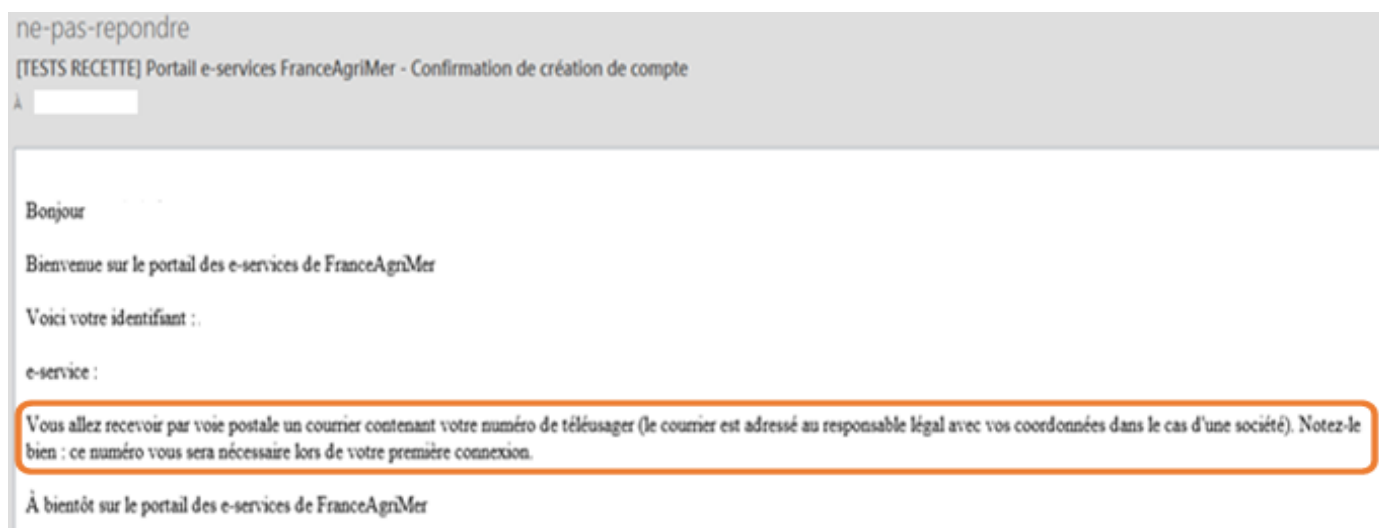 ne-pas-repondre
[TESTS RECETTE] Portail e-services FranceAgriMer - Confirmation de création de compte
À
Bonjour
Bienvenue sur le portail des e-services de FranceAgriMer
Voici votre identifiant :
e-service :
Vous allez recevoir par voie postale un courrier contenant votre numéro de téléusager (le courrier est adressé au responsable légal avec vos coordonnées dans le cas d'une société). Notez-le
bien : ce numéro vous sera nécessaire lors de votre première connexion.
À bientôt sur le portail des e-services de FranceAgriMer